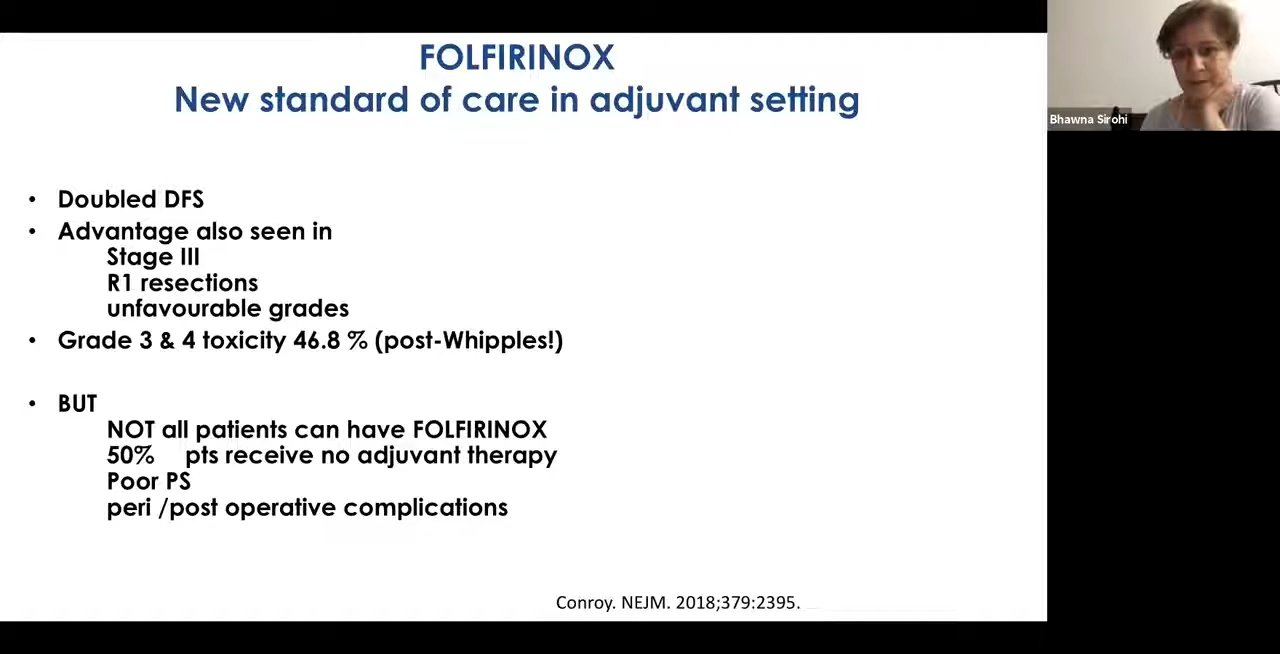 FOLFIRINOX
New standard of care in adjuvant setting
• Doubled DFS
• Advantage also seen in
Stage III
R1 resections
unfavourable grades
• Grade 3 & 4 toxicity 46.8 % (post-Whipples!)
• BUT
NOT all patients can have FOLFIRINOX
50% pts receive no adjuvant therapy
Poor PS
peri /post operative complications
Conroy. NEJM. 2018;379:2395.
Bhawna Sirohi